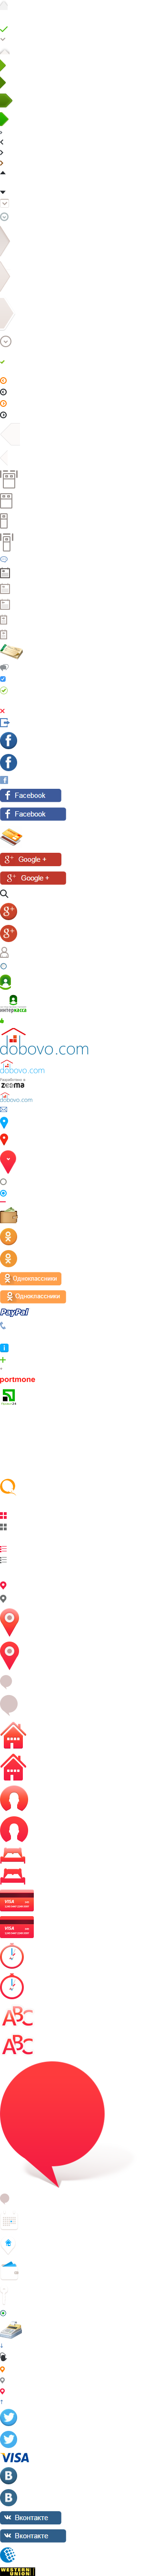 Facebook
Facebook
g+ Google +
g+ Google +
g+
g+
интеркасса
dobovo.com
dobovo.com
Разработано в
zeoma
dobovo.com
Одноклассники
Одноклассники
PayPal
portmone
VISA
VISA
ABC
ABC
VISA
B
B
Вконтакте
Вконтакте
WESTERN
UNION